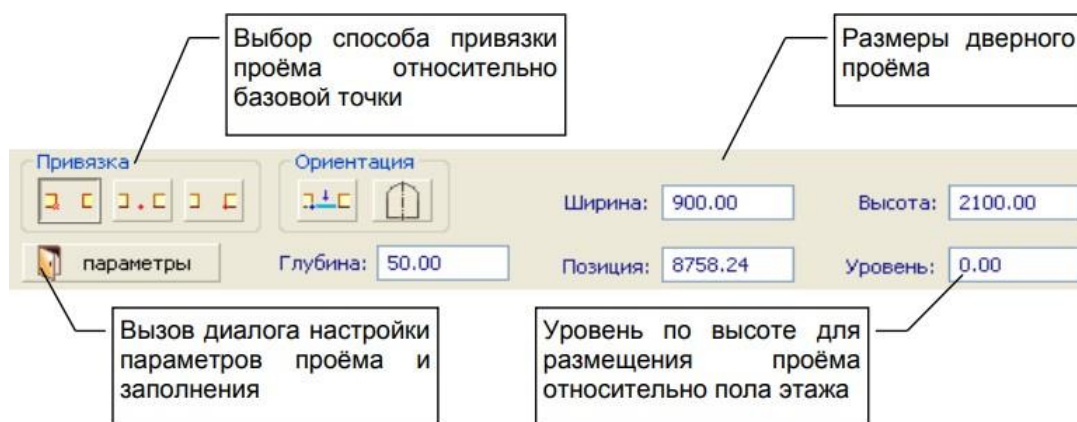 Выбор способа привязки
проёма относительно
базовой точки
Размеры дверного
проёма
Привязка
Ориентация
Ширина: 900.00
Высота: 2100.00
параметры
Глубина: 50.00
Позиция: 8758.24
Уровень: 0.00
Вызов диалога настройки
параметров проёма и
заполнения
Уровень по высоте для
размещения проёма
относительно пола этажа